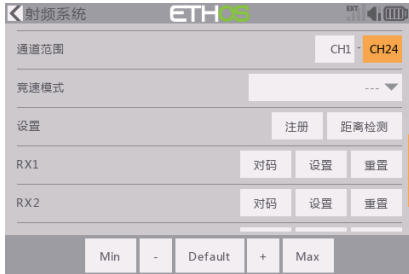 射频系统 ETHOS EXT
通道范围 CH1 - CH24
竞速模式 ---
设置 注册 距离检测
RX1 对码 设置 重置
RX2 对码 设置 重置
Min - Default + Max